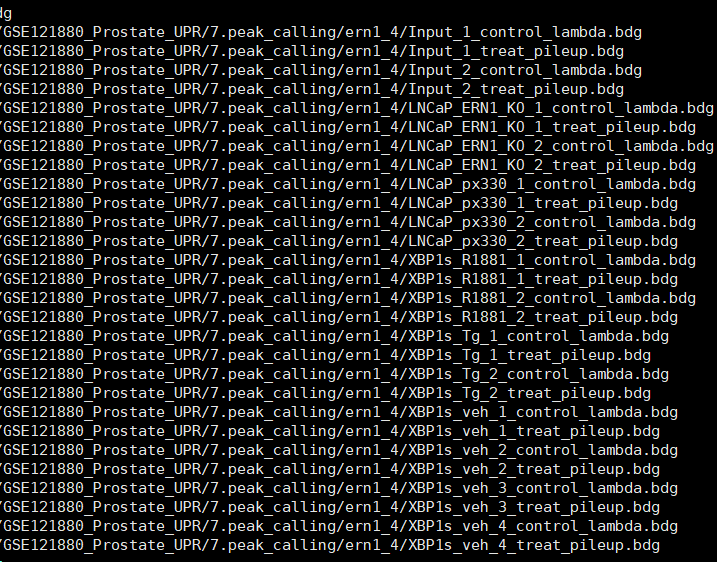 dg
/GSE121880_Prostate_UPR/7.peak_calling/ern1_4/Input_1_control_lambda.bdg
/GSE121880_Prostate_UPR/7.peak_calling/ern1_4/Input_1_treat_pileup.bdg
/GSE121880_Prostate_UPR/7.peak_calling/ern1_4/Input_2_control_lambda.bdg
/GSE121880_Prostate_UPR/7.peak_calling/ern1_4/Input_2_treat_pileup.bdg
/GSE121880_Prostate_UPR/7.peak_calling/ern1_4/LNCaP_ERN1_KO_1_control_lambda.bdg
/GSE121880_Prostate_UPR/7.peak_calling/ern1_4/LNCaP_ERN1_KO_1_treat_pileup.bdg
/GSE121880_Prostate_UPR/7.peak_calling/ern1_4/LNCaP_ERN1_KO_2_control_lambda.bdg
/GSE121880_Prostate_UPR/7.peak_calling/ern1_4/LNCaP_ERN1_KO_2_treat_pileup.bdg
/GSE121880_Prostate_UPR/7.peak_calling/ern1_4/LNCaP_px330_1_control_lambda.bdg
/GSE121880_Prostate_UPR/7.peak_calling/ern1_4/LNCaP_px330_1_treat_pileup.bdg
/GSE121880_Prostate_UPR/7.peak_calling/ern1_4/LNCaP_px330_2_control_lambda.bdg
/GSE121880_Prostate_UPR/7.peak_calling/ern1_4/LNCaP_px330_2_treat_pileup.bdg
/GSE121880_Prostate_UPR/7.peak_calling/ern1_4/XBP1s_R1881_1_control_lambda.bdg
/GSE121880_Prostate_UPR/7.peak_calling/ern1_4/XBP1s_R1881_1_treat_pileup.bdg
/GSE121880_Prostate_UPR/7.peak_calling/ern1_4/XBP1s_R1881_2_control_lambda.bdg
/GSE121880_Prostate_UPR/7.peak_calling/ern1_4/XBP1s_R1881_2_treat_pileup.bdg
/GSE121880_Prostate_UPR/7.peak_calling/ern1_4/XBP1s_Tg_1_control_lambda.bdg
/GSE121880_Prostate_UPR/7.peak_calling/ern1_4/XBP1s_Tg_1_treat_pileup.bdg
/GSE121880_Prostate_UPR/7.peak_calling/ern1_4/XBP1s_Tg_2_control_lambda.bdg
/GSE121880_Prostate_UPR/7.peak_calling/ern1_4/XBP1s_Tg_2_treat_pileup.bdg
/GSE121880_Prostate_UPR/7.peak_calling/ern1_4/XBP1s_veh_1_control_lambda.bdg
/GSE121880_Prostate_UPR/7.peak_calling/ern1_4/XBP1s_veh_1_treat_pileup.bdg
/GSE121880_Prostate_UPR/7.peak_calling/ern1_4/XBP1s_veh_2_control_lambda.bdg
/GSE121880_Prostate_UPR/7.peak_calling/ern1_4/XBP1s_veh_2_treat_pileup.bdg
/GSE121880_Prostate_UPR/7.peak_calling/ern1_4/XBP1s_veh_3_control_lambda.bdg
/GSE121880_Prostate_UPR/7.peak_calling/ern1_4/XBP1s_veh_3_treat_pileup.bdg
/GSE121880_Prostate_UPR/7.peak_calling/ern1_4/XBP1s_veh_4_control_lambda.bdg
/GSE121880_Prostate_UPR/7.peak_calling/ern1_4/XBP1s_veh_4_treat_pileup.bdg